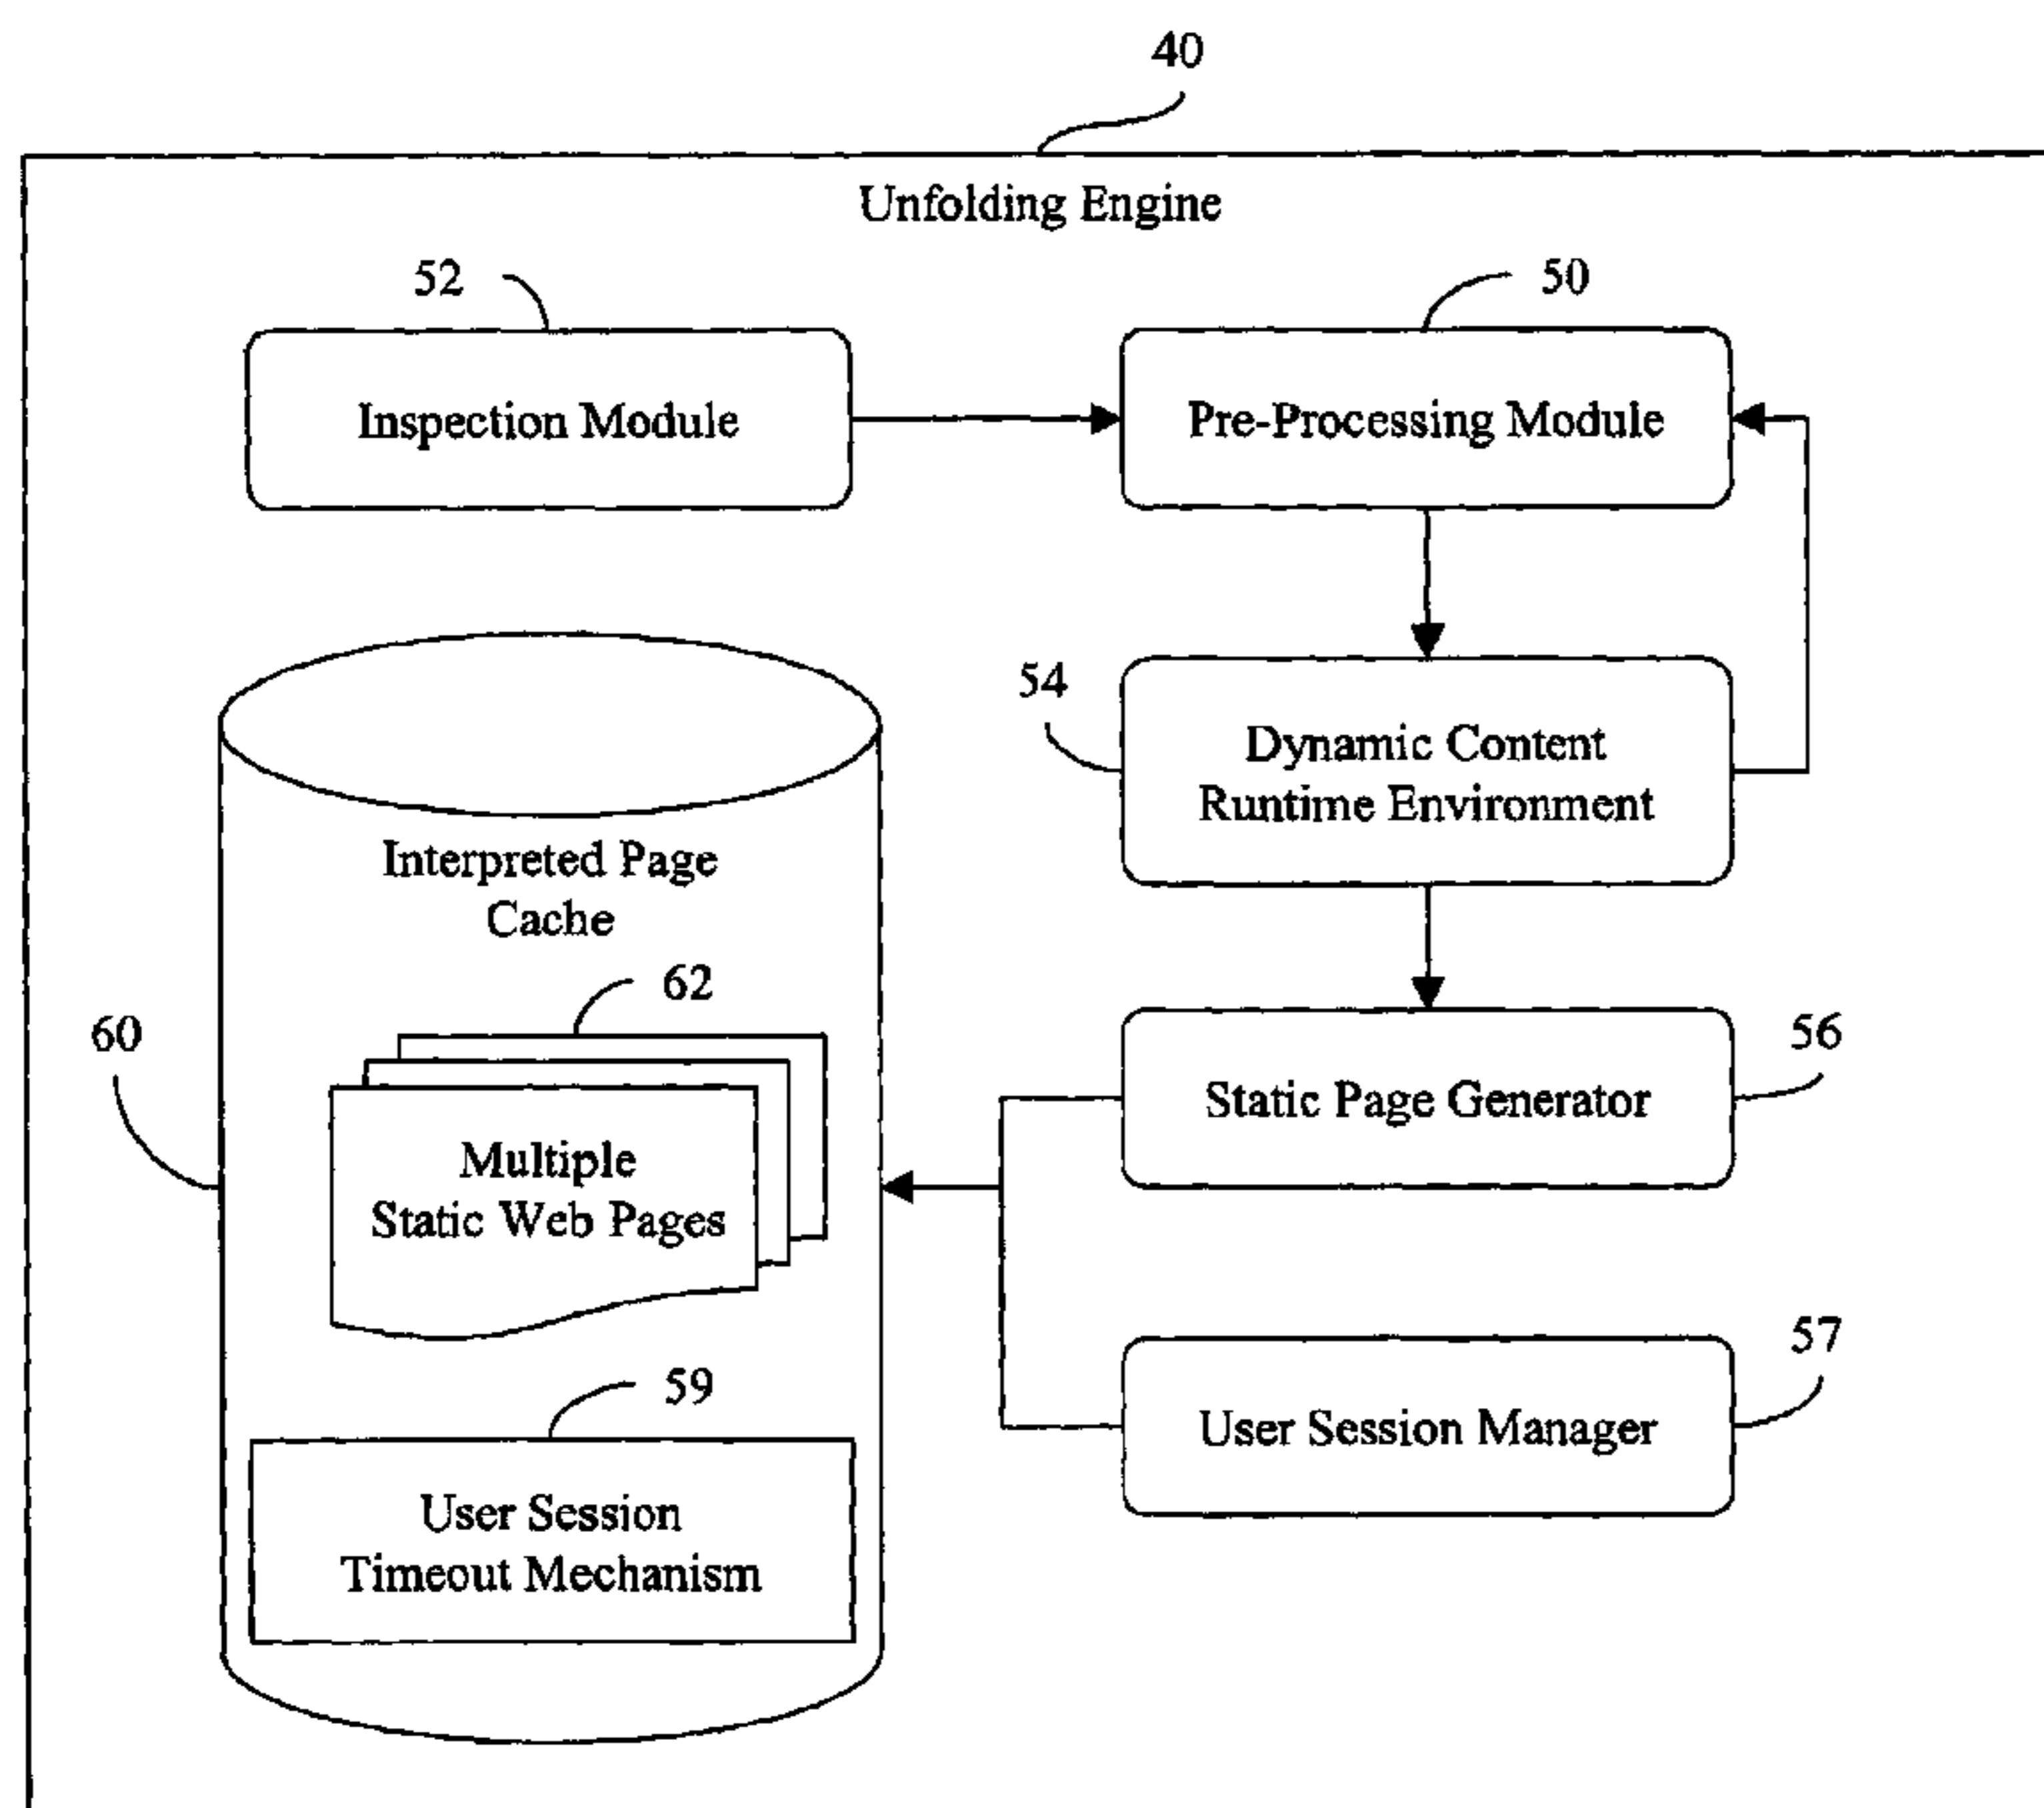 40
Unfolding Engine
52
50
Inspection Module
Pre-Processing Module
54
Dynamic Content
Runtime Environment
Interpreted Page
Cache
62
60
56
Static Page Generator
Multiple
Static Web Pages
57
59
User Session Manager
User Session
Timeout Mechanism